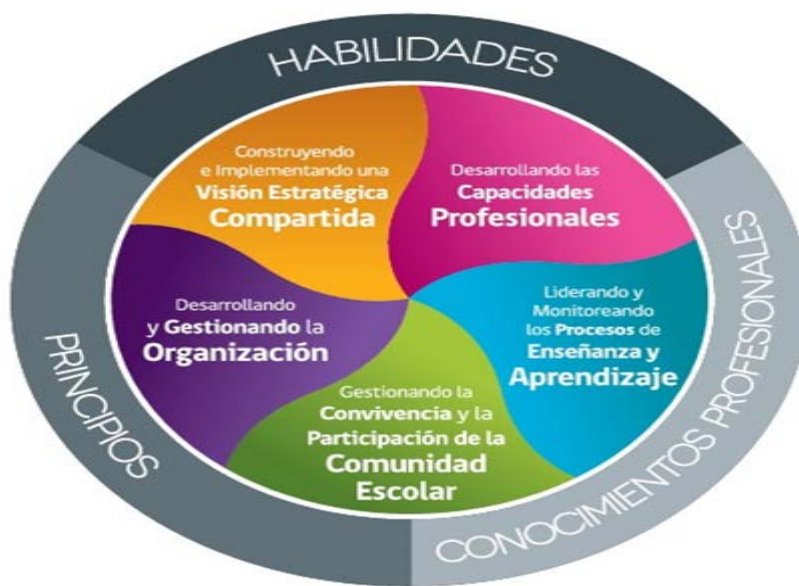 HABILIDADES
Construyendo
e Implementando una
Visión Estratégica
Compartida
Desarrollando las
Capacidades
Profesionales
Liderando y
Monitoreando
los Procesos de
Enseñanza y
Aprendizaje
Gestionando la
Convivencia y la
Participación de la
Comunidad
Escolar
Desarrollando
y Gestionando la
Organización
PRINCIPIOS
CONOCIMIENTOS PROFESIONALES